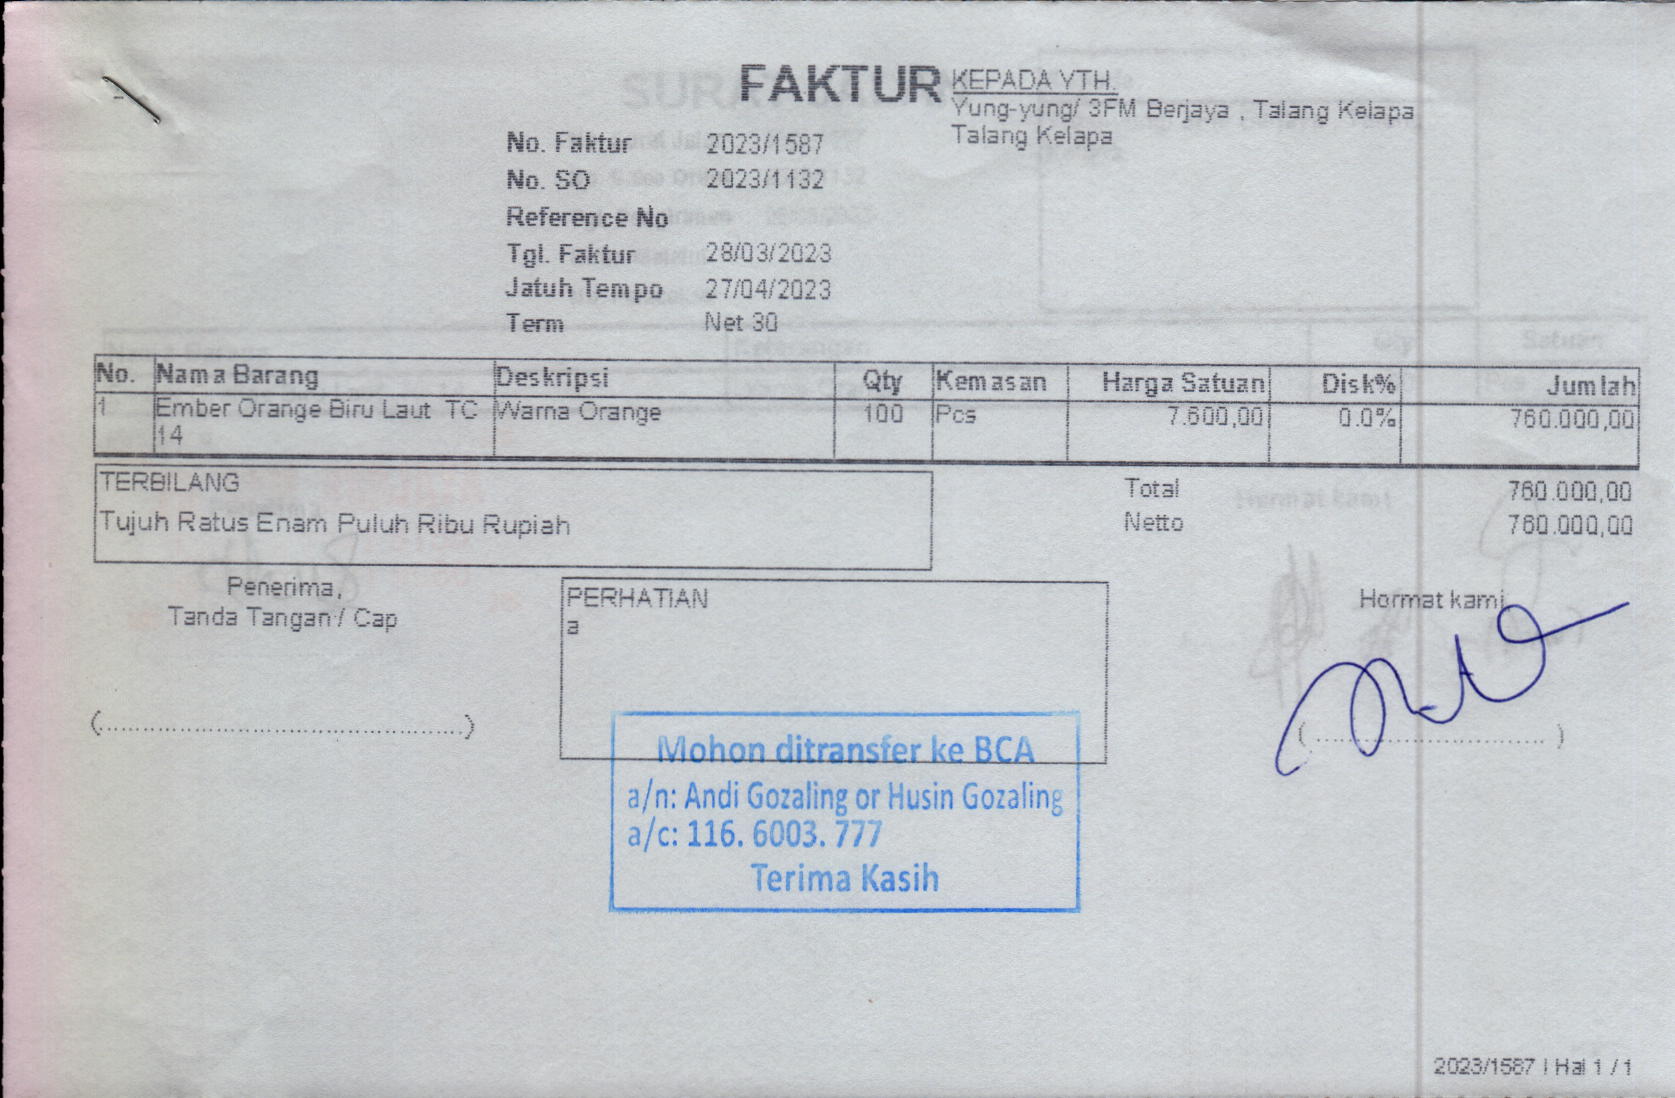 FAKTUR
KEPADA YTH.
Yung-yung/ 3FM Berjaya , Talang Kelapa
Talang Kelapa
No. Faktur 2023/1587
No. SO 2023/1132
Reference No
Tgl. Faktur 28/03/2023
Jatuh Tempo 27/04/2023
Term Net 30
No. Nama Barang Deskripsi Qty Kemasan Harga Satuan Disk% Jumlah
1 Ember Orange Biru Laut TC Warna Orange 100 Pcs 7.600,00 0.0% 760.000,00
14
TERBILANG
Tujuh Ratus Enam Puluh Ribu Rupiah
Total 760.000,00
Netto 760.000,00
Penerima,
Tanda Tangan / Cap
(..............................................)
PERHATIAN
a
Hormat kami
(..............................)
Mohon ditransfer ke BCA
a/n: Andi Gozaling or Husin Gozaling
a/c: 116. 6003. 777
Terima Kasih
2023/1587 | Hal 1 / 1